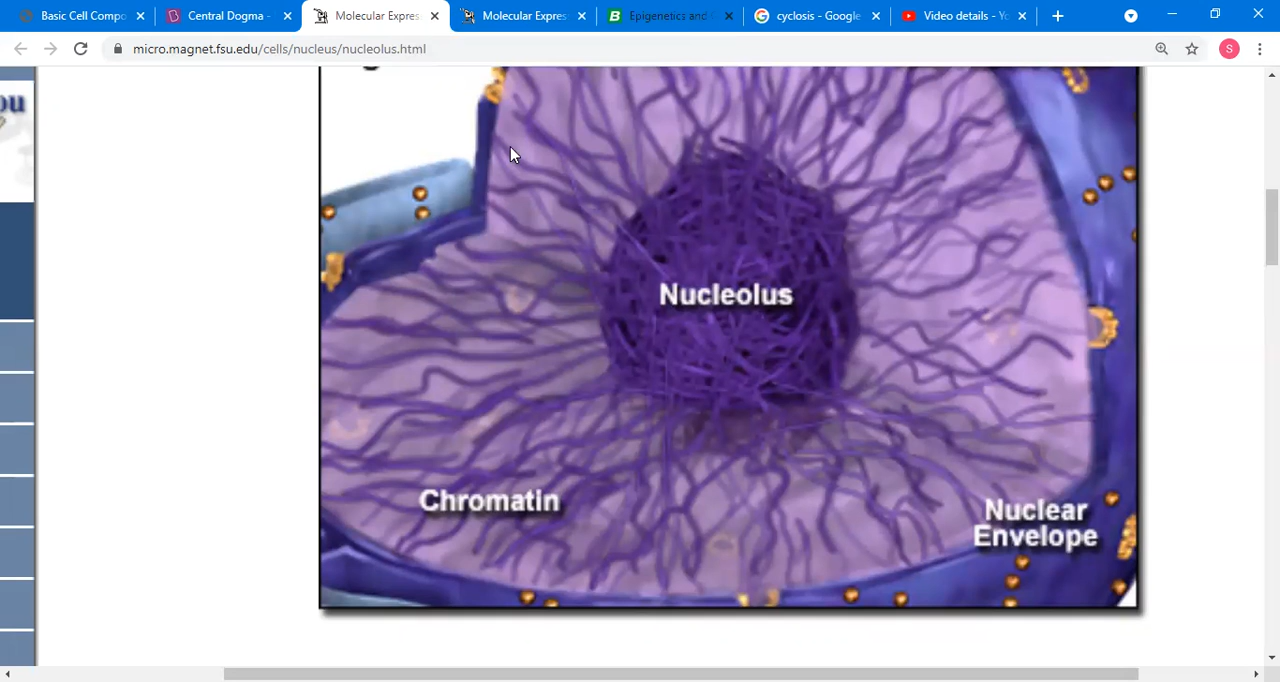 Basic Cell Compo
Central Dogma -
Molecular Expres
Molecular Expres
Epigenetics and
cyclosis - Google
Video details - Yo
micro.magnet.fsu.edu/cells/nucleus/nucleolus.html
S
ou
Nucleolus
Chromatin
Nuclear
Envelope